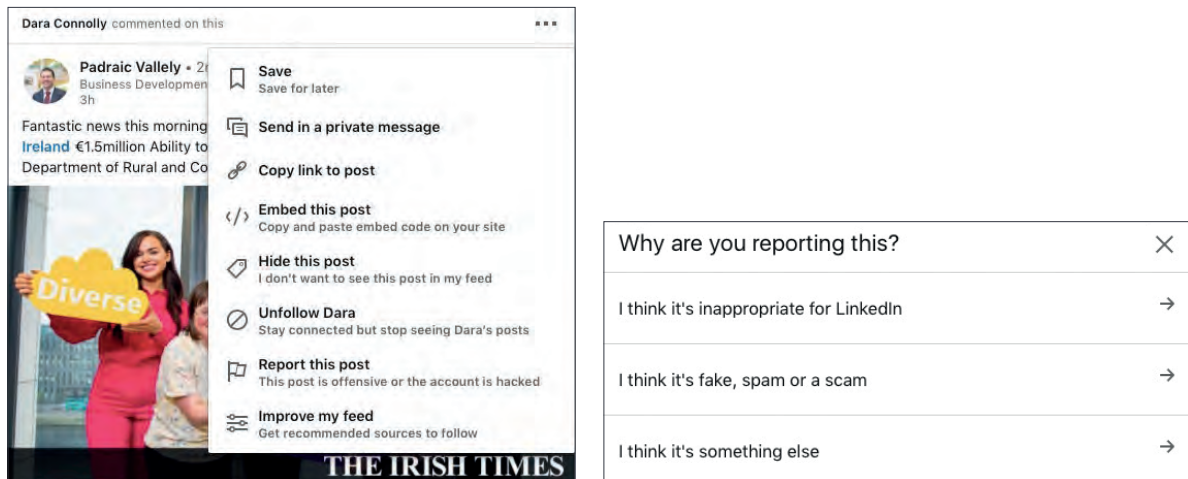 Dara Connolly commented on this
Padraic Vallely • 2
Business Developmen
3h
Fantastic news this morning
Ireland €1.5million Ability to
Department of Rural and Co
Diverse
THE IRISH TIMES
Save
Save for later
Send in a private message
Copy link to post
Embed this post
Copy and paste embed code on your site
Hide this post
I don't want to see this post in my feed
Unfollow Dara
Stay connected but stop seeing Dara's posts
Report this post
This post is offensive or the account is hacked
Improve my feed
Get recommended sources to follow
Why are you reporting this?
I think it's inappropriate for LinkedIn
I think it's fake, spam or a scam
I think it's something else